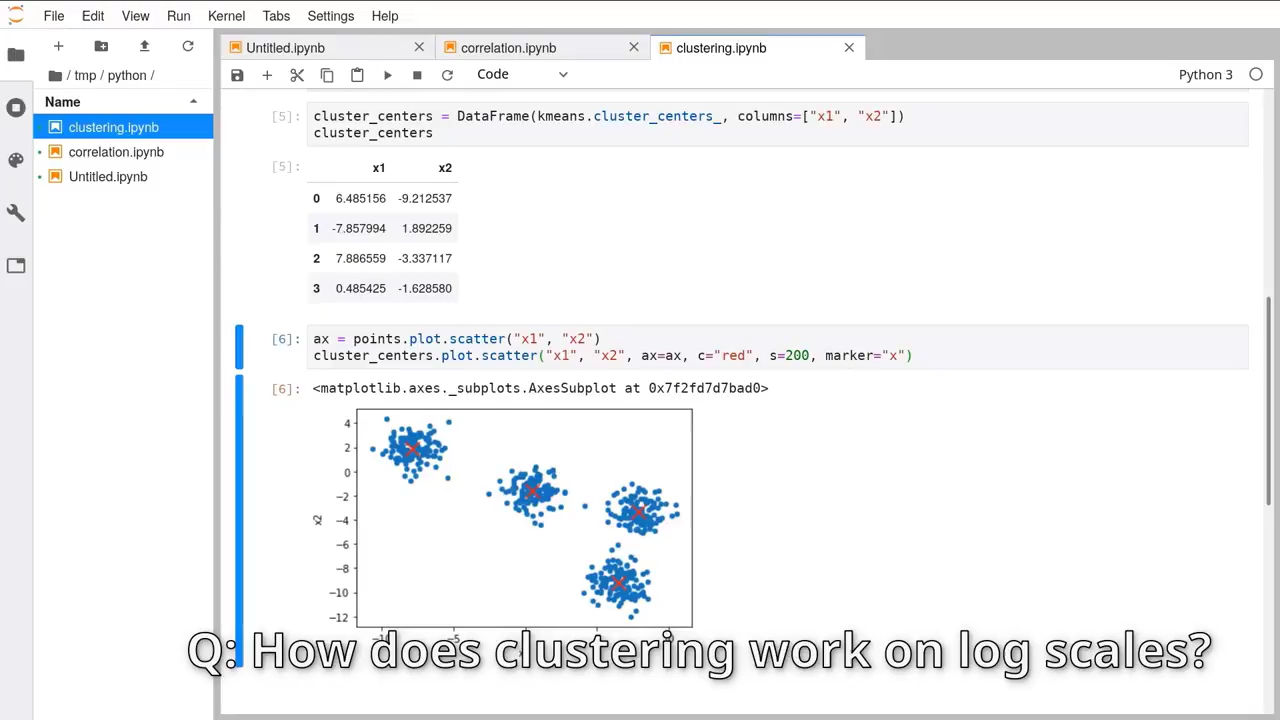 File Edit View Run Kernel Tabs Settings Help
/ tmp / python /
Name
clustering.ipynb
correlation.ipynb
Untitled.ipynb
Untitled.ipynb correlation.ipynb clustering.ipynb
Code Python 3
[5]: cluster_centers = DataFrame(kmeans.cluster_centers_, columns=["x1", "x2"])
cluster_centers
[5]: x1 x2
0 6.485156 -9.212537
1 -7.857994 1.892259
2 7.886559 -3.337117
3 0.485425 -1.628580
[6]: ax = points.plot.scatter("x1", "x2")
cluster_centers.plot.scatter("x1", "x2", ax=ax, c="red", s=200, marker="x")
[6]: <matplotlib.axes._subplots.AxesSubplot at 0x7f2fd7d7bad0>
4
2
0
−2
−4
x2
−6
−8
−10
−12
Q: How does clustering work on log scales?